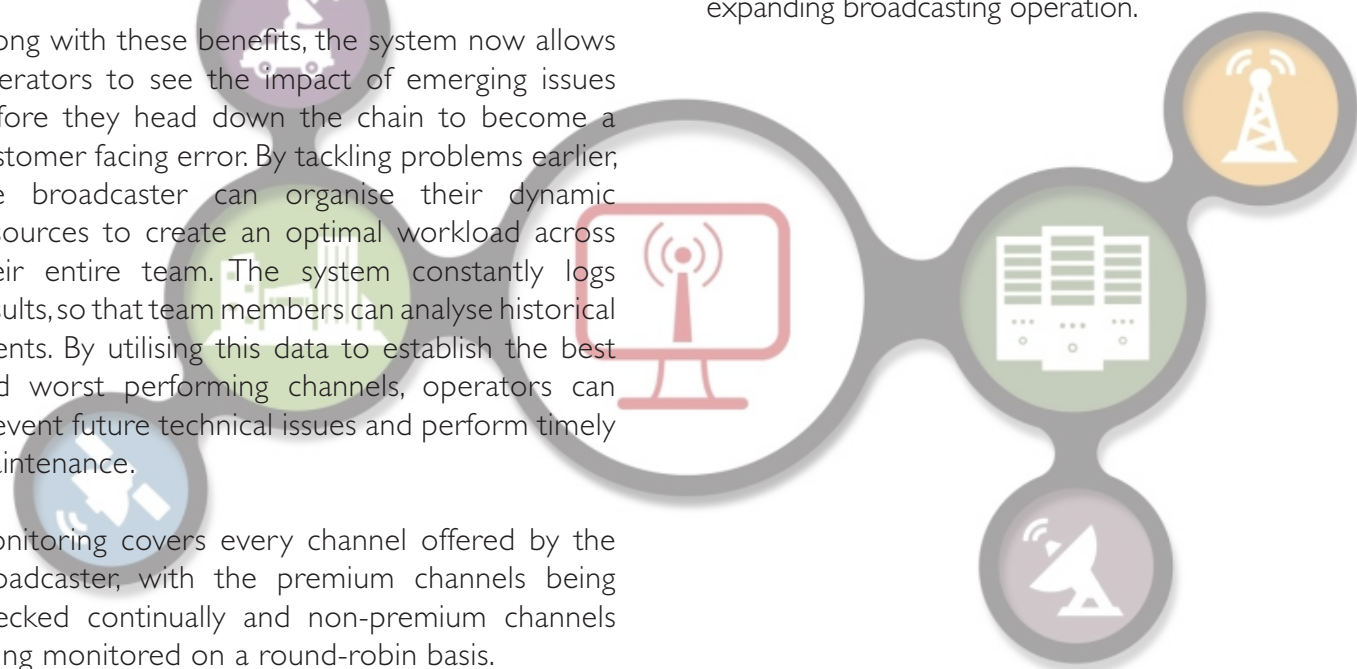 ong with these benefits, the system now allows
erators to see the impact of emerging issues
fore they head down the chain to become a
stomer facing error. By tackling problems earlier,
e broadcaster can organise their dynamic
sources to create an optimal workload across
eir entire team. The system constantly logs
sults, so that team members can analyse historical
ents. By utilising this data to establish the best
d worst performing channels, operators can
event future technical issues and perform timely
aintenance.
onitoring covers every channel offered by the
oadcaster, with the premium channels being
ecked continually and non-premium channels
ing monitored on a round-robin basis.
expanding broadcasting operation.